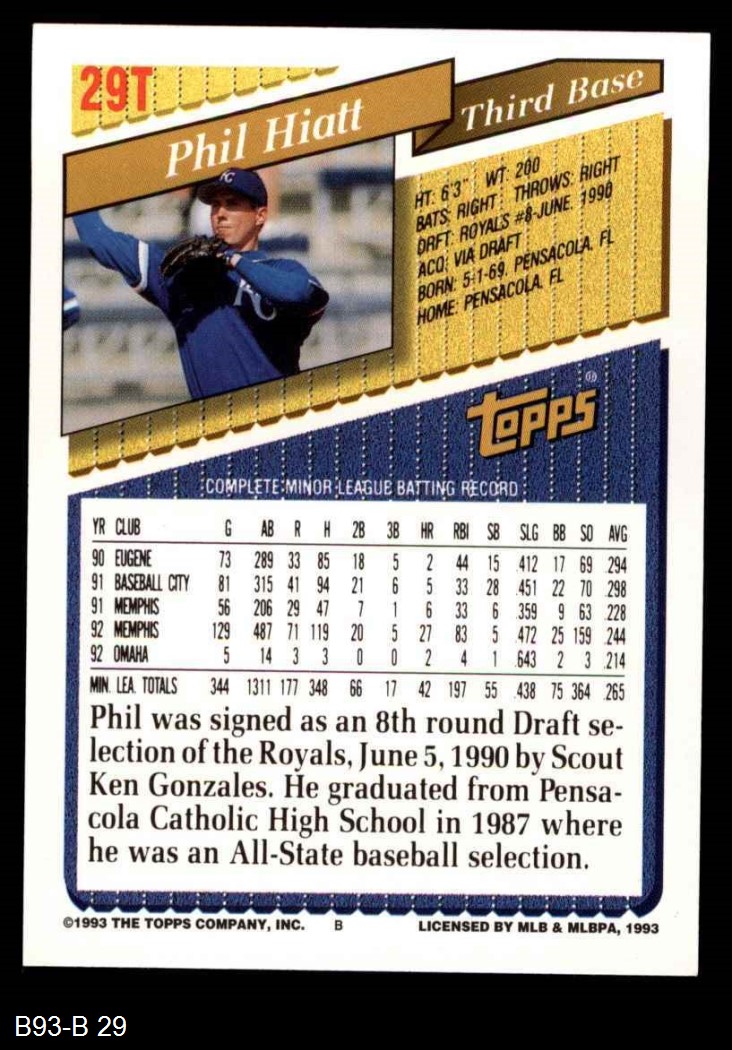 29T
Phil Hiatt
Third Base
HT: 6'3" WT: 200
BATS: RIGHT THROWS: RIGHT
DRFT: ROYALS #8-JUNE, 1990
ACQ: VIA DRAFT
BORN: 5-1-69, PENSACOLA, FL
HOME: PENSACOLA, FL
KC
KC
Topps®
COMPLETE MINOR LEAGUE BATTING RECORD
YR CLUB G AB R H 2B 3B HR RBI SB SLG BB SO AVG
90 EUGENE 73 289 33 85 18 5 2 44 15 .412 17 69 .294
91 BASEBALL CITY 81 315 41 94 21 6 5 33 28 .451 22 70 .298
91 MEMPHIS 56 206 29 47 7 1 6 33 6 .359 9 63 .228
92 MEMPHIS 129 487 71 119 20 5 27 83 5 .472 25 159 .244
92 OMAHA 5 14 3 3 0 0 2 4 1 .643 2 3 .214
MIN. LEA. TOTALS 344 1311 177 348 66 17 42 197 55 .438 75 364 .265
Phil was signed as an 8th round Draft se-
lection of the Royals, June 5, 1990 by Scout
Ken Gonzales. He graduated from Pensa-
cola Catholic High School in 1987 where
he was an All-State baseball selection.
©1993 THE TOPPS COMPANY, INC. B LICENSED BY MLB & MLBPA, 1993
B93-B 29